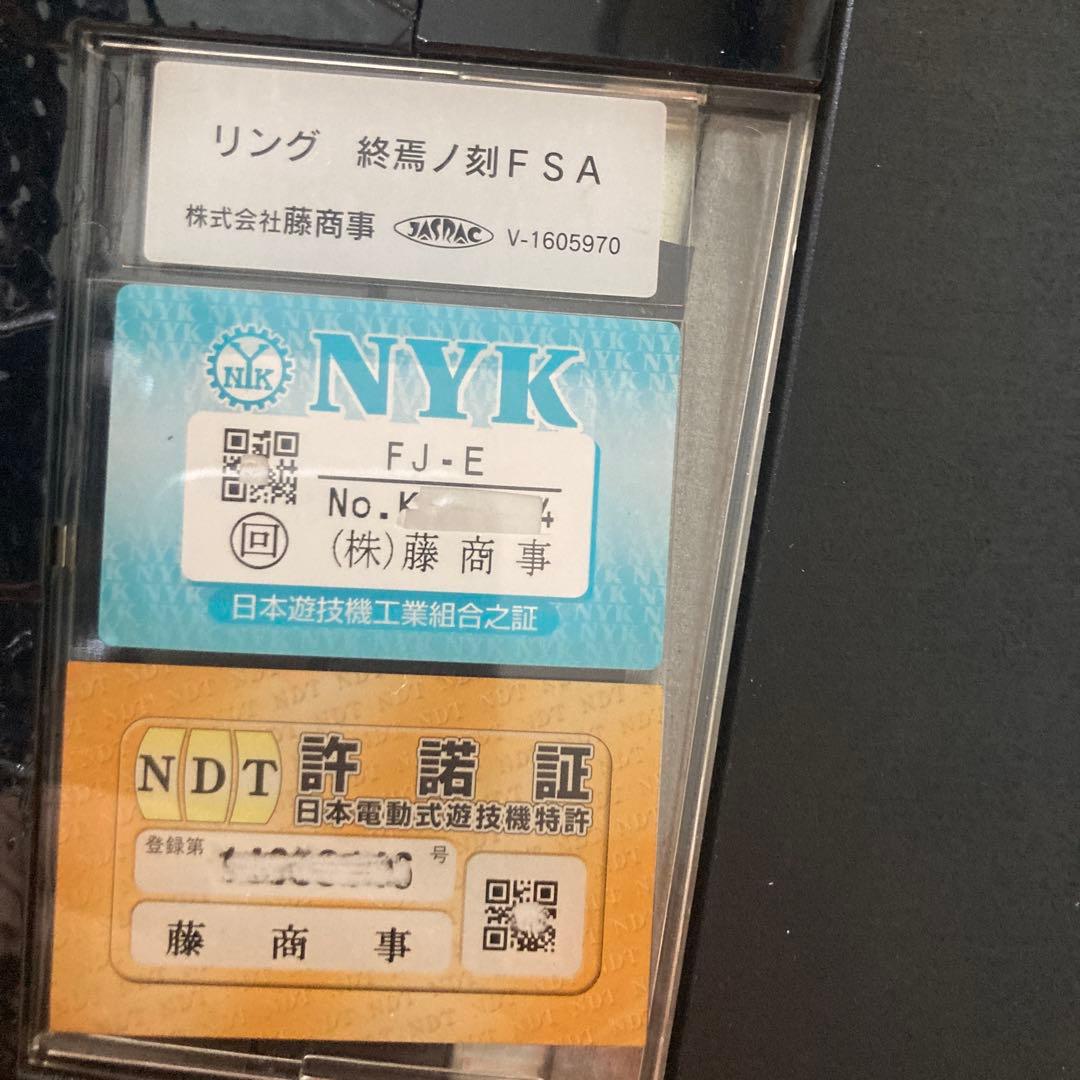 リング 終焉ノ刻FSA
株式会社藤商事 JASRAC V-1605970
NYK
NYK
FJ-E
No.K 4
回
(株)藤商事
日本遊技機工業組合之証
NDT
許諾証
日本電動式遊技機特許
登録第 号
藤商事